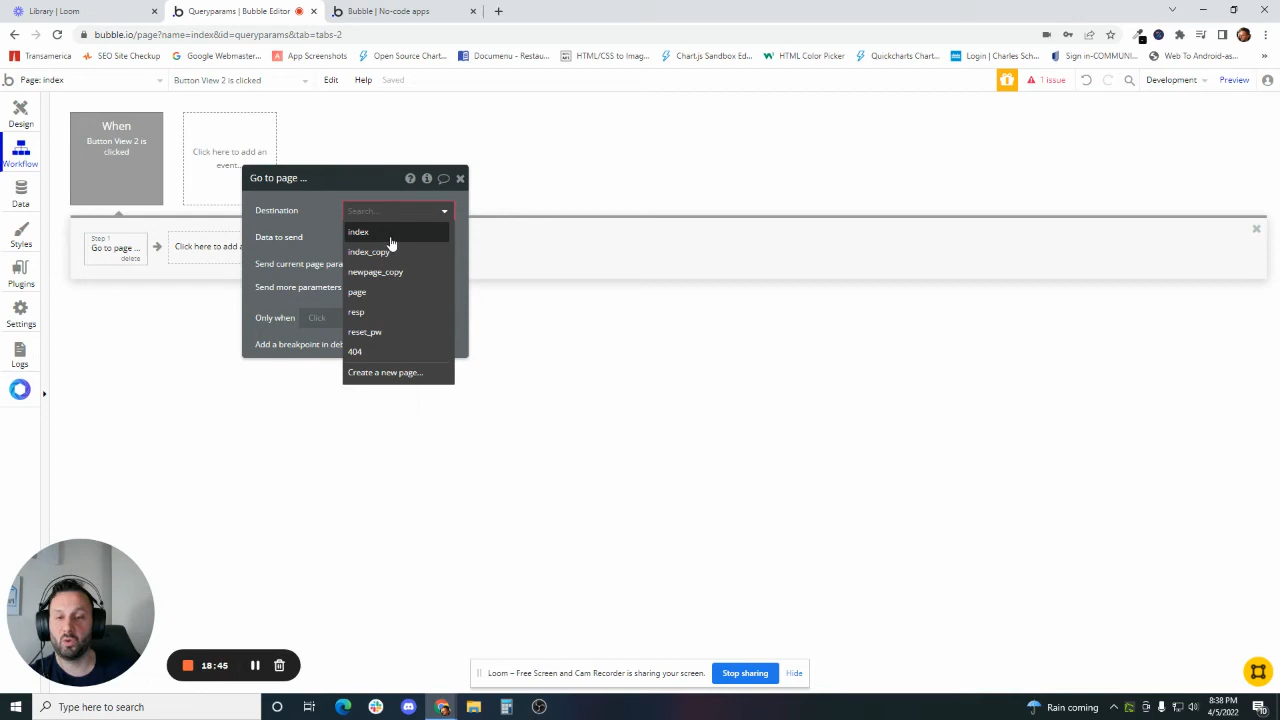 Library | Loom
Queryparams | Bubble Editor
Bubble | No-code apps
bubble.io/page?name=index&id=queryparams&tab=tabs-2
Transamerica
SEO Site Checkup
Google Webmaster...
App Screenshots
Open Source Chart...
Documenu - Restau...
HTML/CSS to Imag...
Chart.js Sandbox Ed...
HTML Color Picker
Quickcharts Chart...
Login | Charles Sch...
Sign in-COMMUNI...
Web To Android-Ap...
Page: index
Button View 2 is clicked
Edit
Help
Saved
1 issue
Development
Preview
Design
Workflow
Data
Styles
Plugins
Settings
Logs
When
Button View 2 is
clicked
Click here to add an
event...
Step 1
Go to page ...
delete
Click here to add a
Go to page ...
Destination
Search...
Data to send
Send current page para
Send more parameters
Only when
Click
Add a breakpoint in deb
index
index_copy
newpage_copy
page
resp
reset_pw
404
Create a new page...
18:45
Loom – Free Screen and Cam Recorder is sharing your screen.
Stop sharing
Hide
Type here to search
Rain coming
8:38 PM
4/5/2022
10